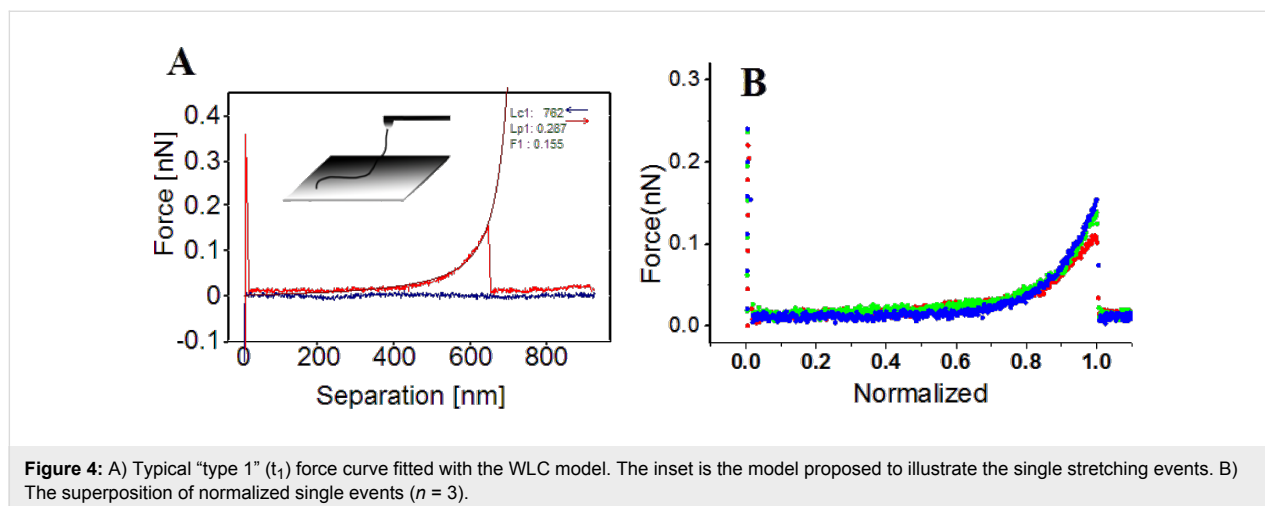 A
0.4
0.3
0.2
0.1
0
-0.1
Force [nN]
Lc1: 762
Lp1: 0.287
F1 : 0.155
0 200 400 600 800
Separation [nm]
B
0.3
0.2
0.1
0.0
Force(nN)
0.0 0.2 0.4 0.6 0.8 1.0
Normalized
Figure 4: A) Typical “type 1” (t1) force curve fitted with the WLC model. The inset is the model proposed to illustrate the single stretching events. B)
The superposition of normalized single events (n = 3).